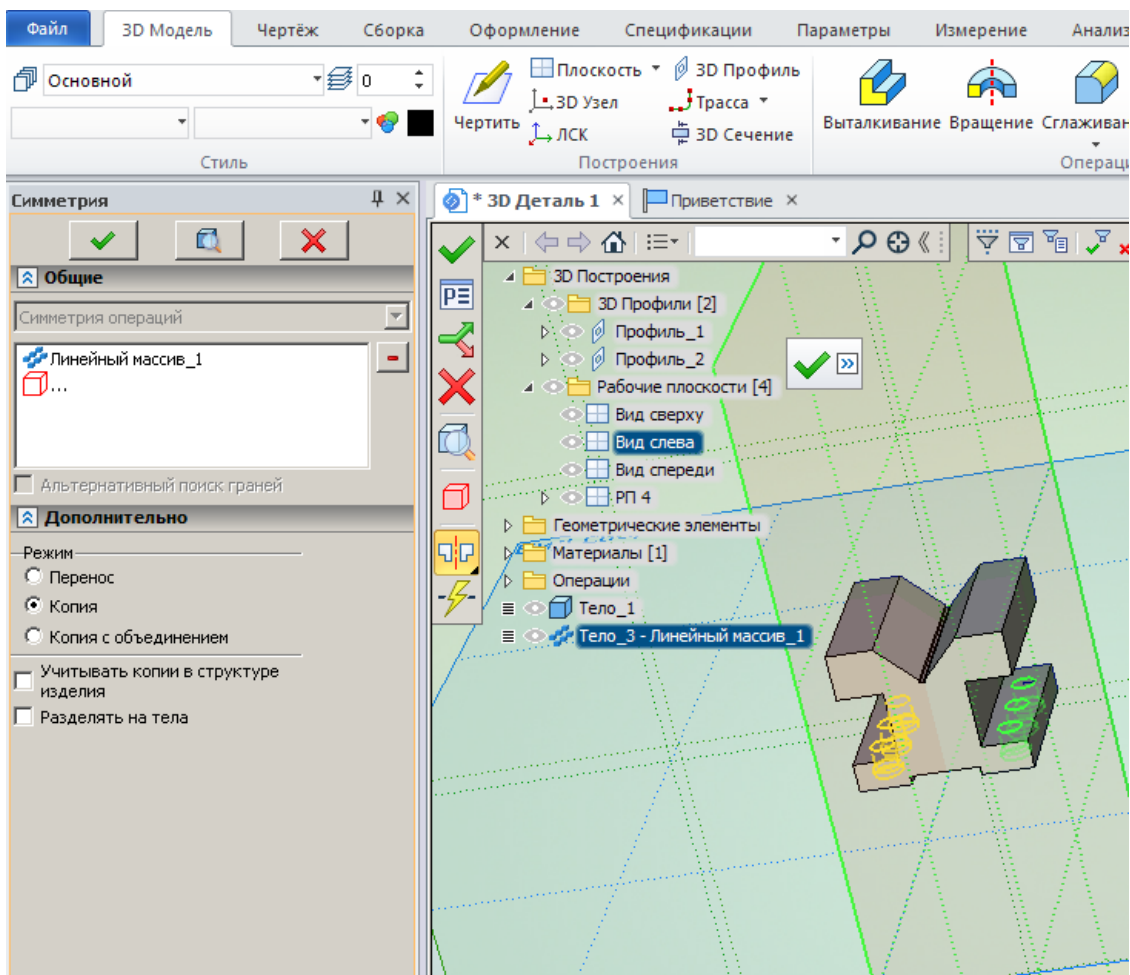 Файл 3D Модель Чертёж Сборка Оформление Спецификации Параметры Измерение Анализ
Основной 0
Чертить
Плоскость 3D Профиль
3D Узел Трасса
ЛСК 3D Сечение
Выталкивание Вращение Сглаживан
Стиль Построения Операци
Симметрия
* 3D Деталь 1 Приветствие
Общие
Симметрия операций
Линейный массив_1
...
Альтернативный поиск граней
Дополнительно
Режим
Перенос
Копия
Копия с объединением
Учитывать копии в структуре
изделия
Разделять на тела
3D Построения
3D Профили [2]
Профиль_1
Профиль_2
Рабочие плоскости [4]
Вид сверху
Вид слева
Вид спереди
РП 4
Геометрические элементы
Материалы [1]
Операции
Тело_1
Тело_3 - Линейный массив_1